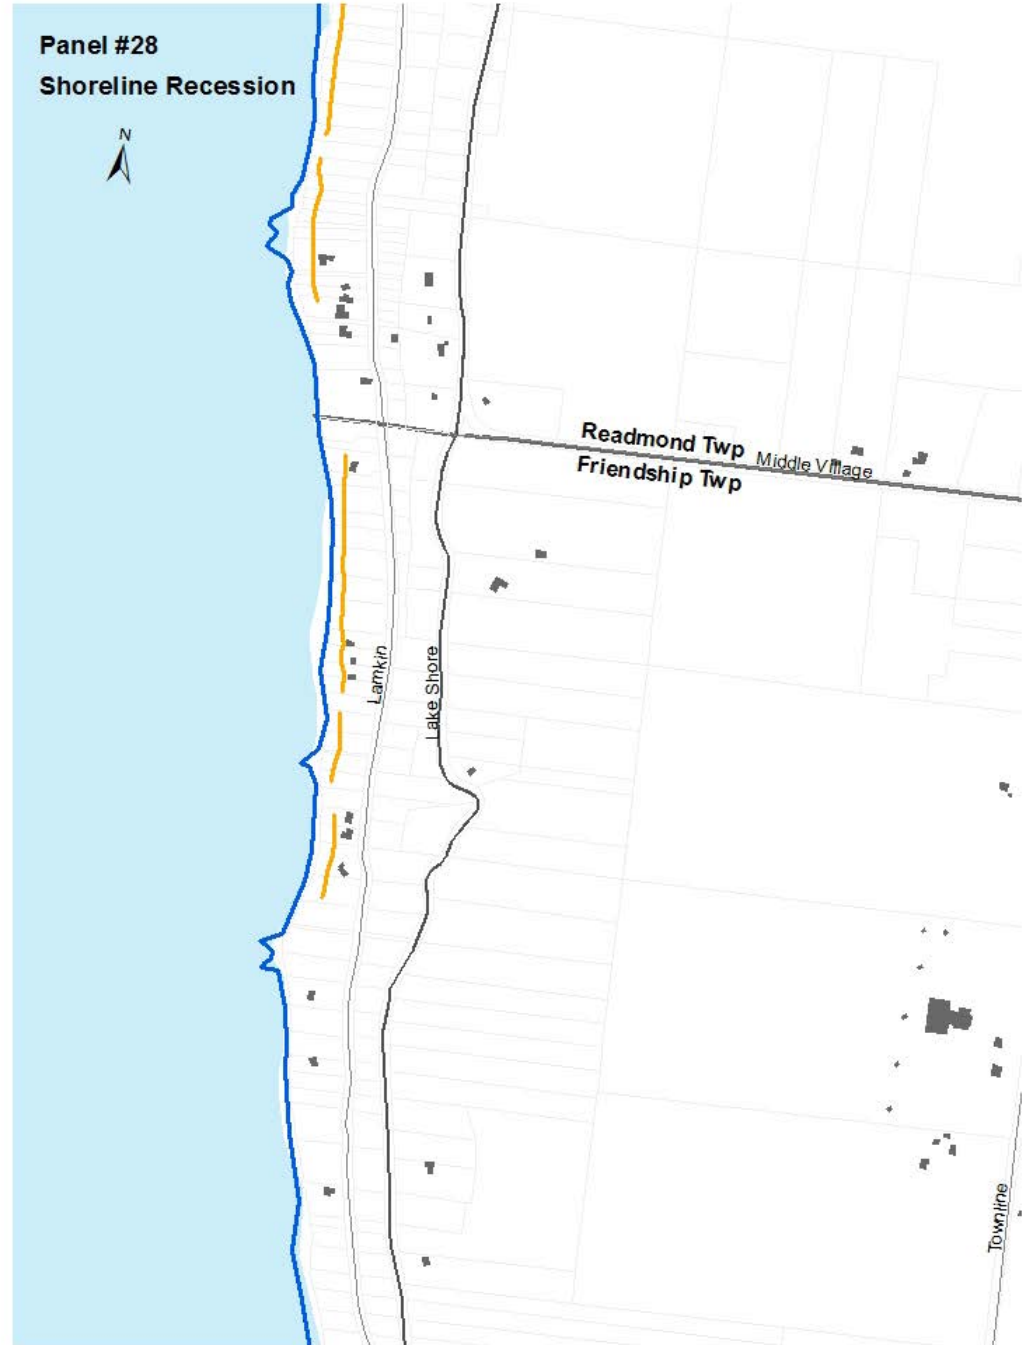 Panel #28
Shoreline Recession
N
Readmond Twp
Middle Village
Friendship Twp
Lamkin
Lake Shore
Townline